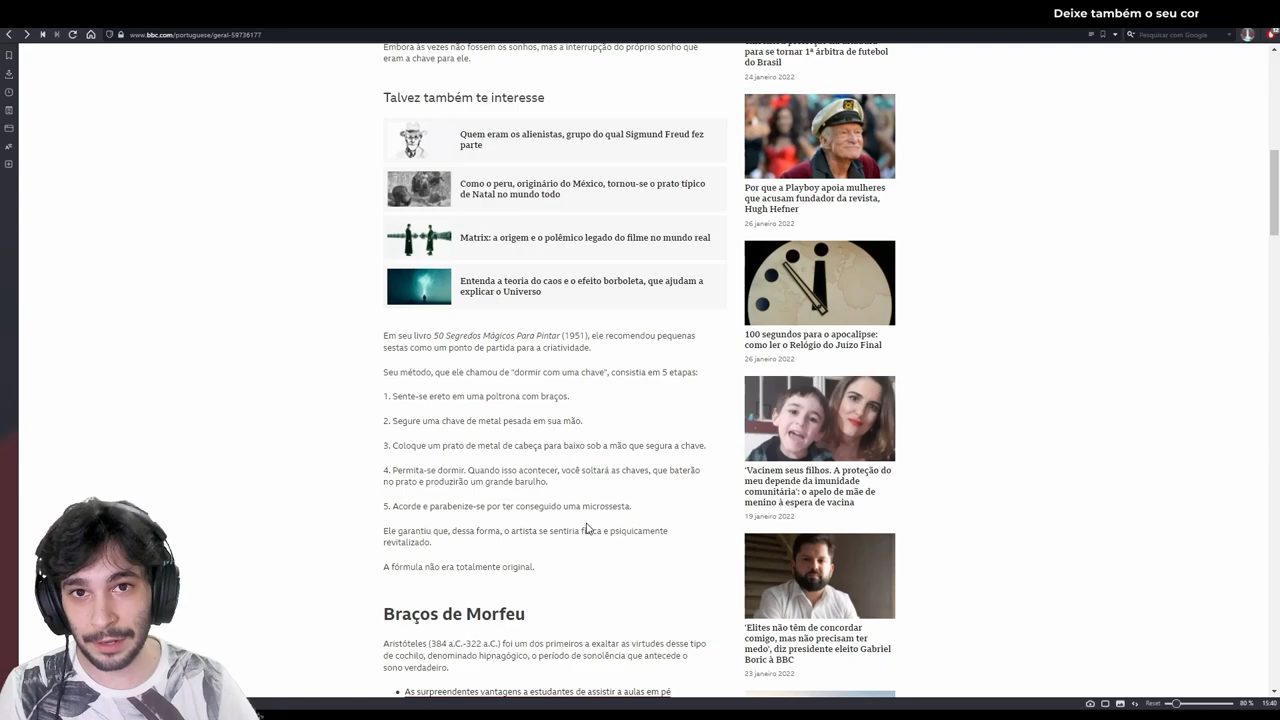 Deixe também o seu cor
www.bbc.com/portuguese/geral-59736177
Pesquisar com Google
Embora às vezes não fossem os sonhos, mas a interrupção do próprio sonho que
eram a chave para ele.
Talvez também te interesse
Quem eram os alienistas, grupo do qual Sigmund Freud fez
parte
Como o peru, originário do México, tornou-se o prato típico
de Natal no mundo todo
Matrix: a origem e o polêmico legado do filme no mundo real
Entenda a teoria do caos e o efeito borboleta, que ajudam a
explicar o Universo
Em seu livro 50 Segredos Mágicos Para Pintar (1951), ele recomendou pequenas
sestas como um ponto de partida para a criatividade.
Seu método, que ele chamou de "dormir com uma chave", consistia em 5 etapas:
1. Sente-se ereto em uma poltrona com braços.
2. Segure uma chave de metal pesada em sua mão.
3. Coloque um prato de metal de cabeça para baixo sob a mão que segura a chave.
4. Permita-se dormir. Quando isso acontecer, você soltará as chaves, que baterão
no prato e produzirão um grande barulho.
5. Acorde e parabenize-se por ter conseguido uma microssesta.
Ele garantiu que, dessa forma, o artista se sentiria física e psiquicamente
revitalizado.
A fórmula não era totalmente original.
Braços de Morfeu
Aristóteles (384 a.C.-322 a.C.) foi um dos primeiros a exaltar as virtudes desse tipo
de cochilo, denominado hipnagógico, o período de sonolência que antecede o
sono verdadeiro.
As surpreendentes vantagens a estudantes de assistir a aulas em pé
para se tornar 1ª árbitra de futebol
do Brasil
24 janeiro 2022
Por que a Playboy apoia mulheres
que acusam fundador da revista,
Hugh Hefner
26 janeiro 2022
100 segundos para o apocalipse:
como ler o Relógio do Juízo Final
26 janeiro 2022
'Vacinem seus filhos. A proteção do
meu depende da imunidade
comunitária': o apelo de mãe de
menino à espera de vacina
19 janeiro 2022
'Elites não têm de concordar
comigo, mas não precisam ter
medo', diz presidente eleito Gabriel
Boric à BBC
23 janeiro 2022
Reset
80 %
15:40